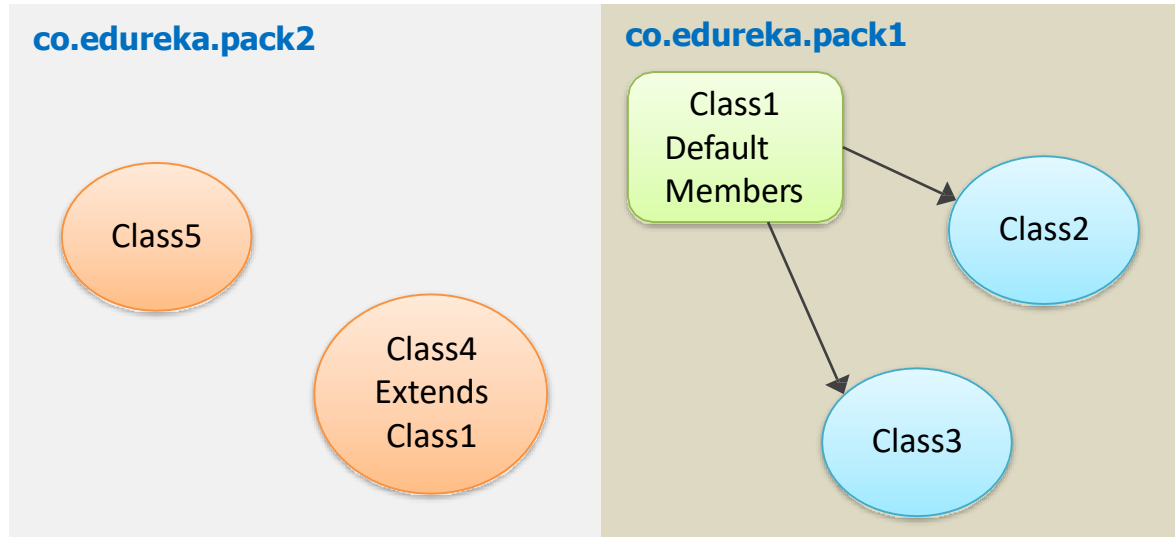 co.edureka.pack2
Class5
Class4
Extends
Class1
co.edureka.pack1
Class1
Default
Members
Class2
Class3